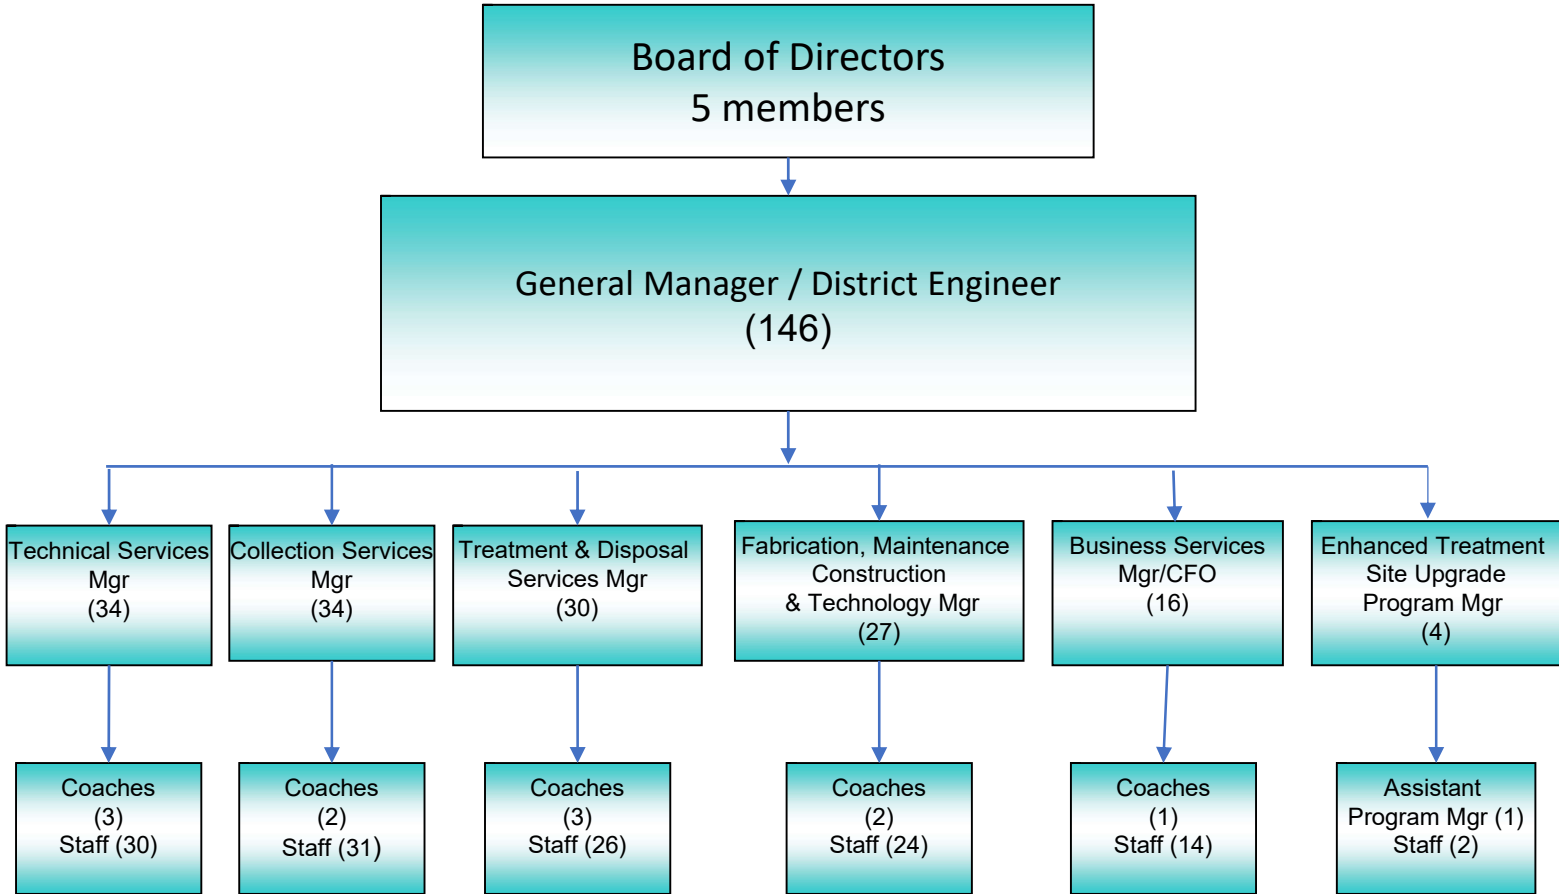 Board of Directors
5 members
General Manager / District Engineer
(146)
Technical Services
Mgr
(34)
Collection Services
Mgr
(34)
Treatment & Disposal
Services Mgr
(30)
Fabrication, Maintenance
Construction
& Technology Mgr
(27)
Business Services
Mgr/CFO
(16)
Enhanced Treatment
Site Upgrade
Program Mgr
(4)
Coaches
(3)
Staff (30)
Coaches
(2)
Staff (31)
Coaches
(3)
Staff (26)
Coaches
(2)
Staff (24)
Coaches
(1)
Staff (14)
Assistant
Program Mgr (1)
Staff (2)